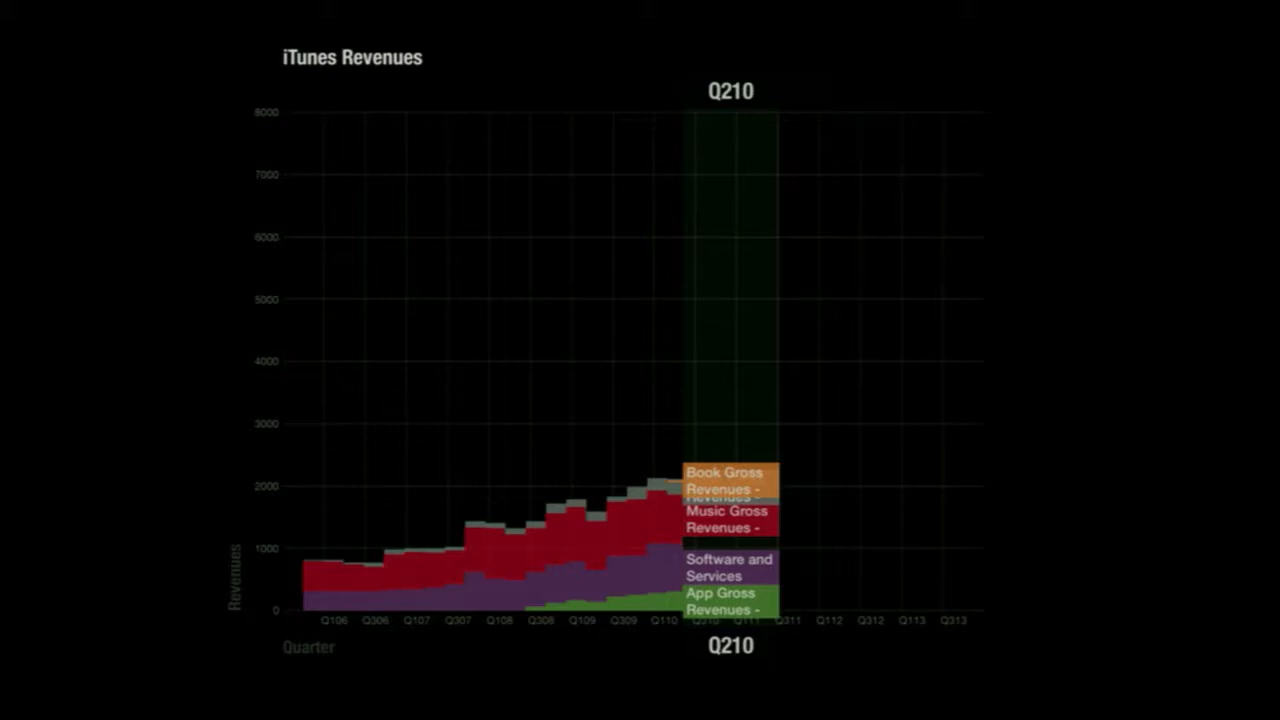 iTunes Revenues
Q210
8000
7000
6000
5000
4000
3000
2000
1000
0
Revenues
Book Gross
Revenues -
Revenues -
Music Gross
Revenues -
Software and
Services
App Gross
Revenues -
Q106 Q306 Q107 Q307 Q108 Q308 Q109 Q309 Q110 Q310 Q111 Q311 Q112 Q312 Q113 Q313
Quarter
Q210